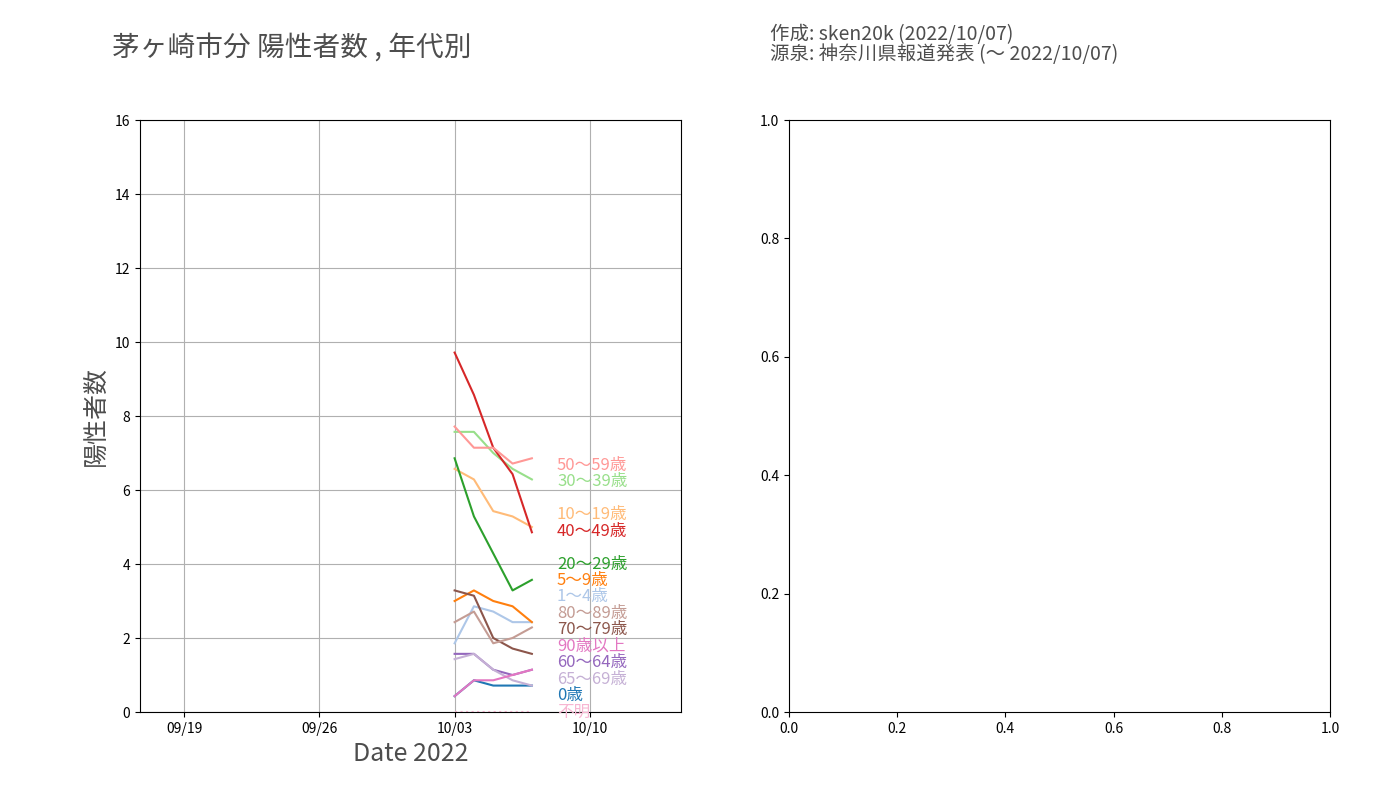 茅ヶ崎市分 陽性者数 , 年代別
作成: sken20k (2022/10/07)
源泉: 神奈川県報道発表 (〜 2022/10/07)
陽性者数
16
14
12
10
8
6
4
2
0
50〜59歳
30〜39歳
10〜19歳
40〜49歳
20〜29歳
5〜9歳
1〜4歳
80〜89歳
70〜79歳
90歳以上
60〜64歳
65〜69歳
0歳
不明
09/19 09/26 10/03 10/10
Date 2022
1.0
0.8
0.6
0.4
0.2
0.0
0.0 0.2 0.4 0.6 0.8 1.0